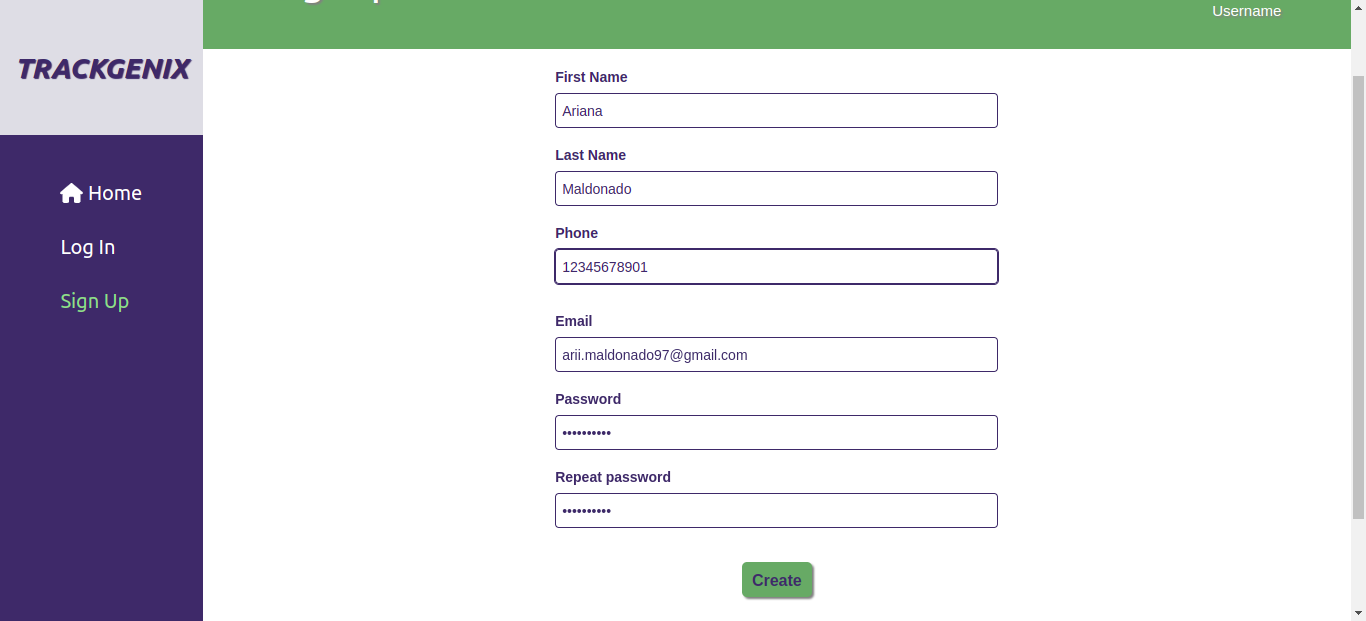 Username
TRACKGENIX
Home
Log In
Sign Up
First Name
Ariana
Last Name
Maldonado
Phone
12345678901
Email
arii.maldonado97@gmail.com
Password
••••••••••
Repeat password
••••••••••
Create